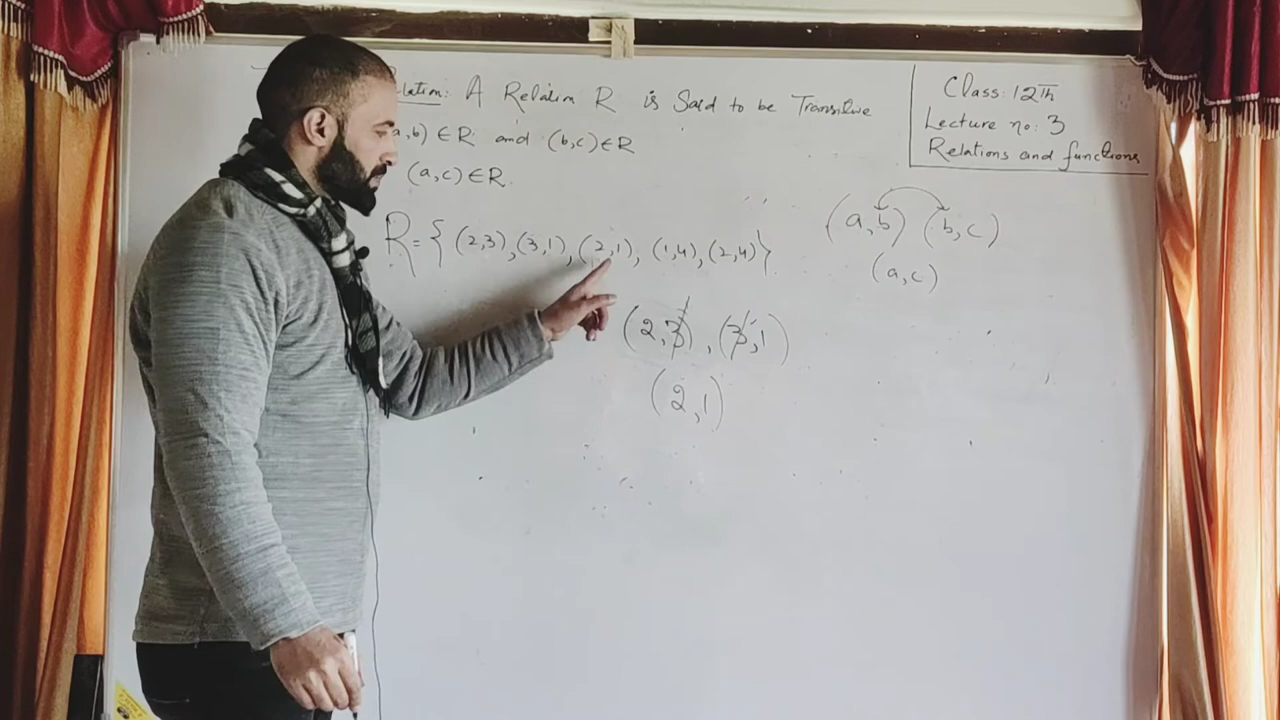 lation: A Relation R is Said to be Transitive
a,b) ∈ R and (b,c) ∈ R
(a,c) ∈ R.
R = { (2,3), (3,1), (2,1), (1,4), (2,4) }
(2,3), (3,1)
(2,1)
Class: 12th
Lecture no: 3
Relations and functions
(a,b) (b,c)
(a,c)